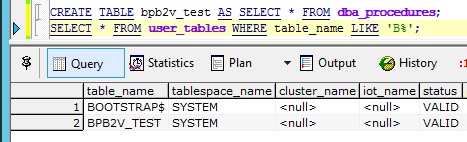 CREATE TABLE bpb2v_test AS SELECT * FROM dba_procedures;
SELECT * FROM user_tables WHERE table_name LIKE 'B%';
Query Statistics Plan Output History
table_name tablespace_name cluster_name iot_name status
1 BOOTSTRAP$ SYSTEM <null> <null> VALID
2 BPB2V_TEST SYSTEM <null> <null> VALID